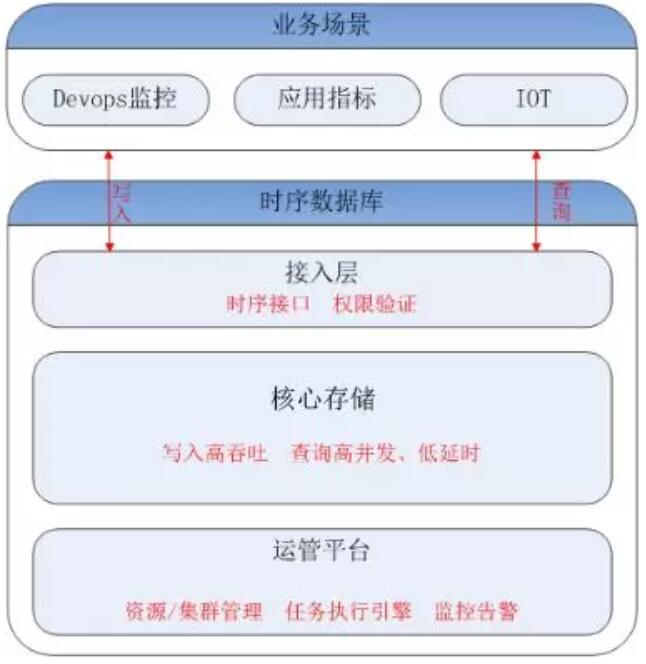 业务场景
Devops监控 应用指标 IOT
写入
查询
时序数据库
接入层
时序接口 权限验证
核心存储
写入高吞吐 查询高并发、低延时
运管平台
资源/集群管理 任务执行引擎 监控告警